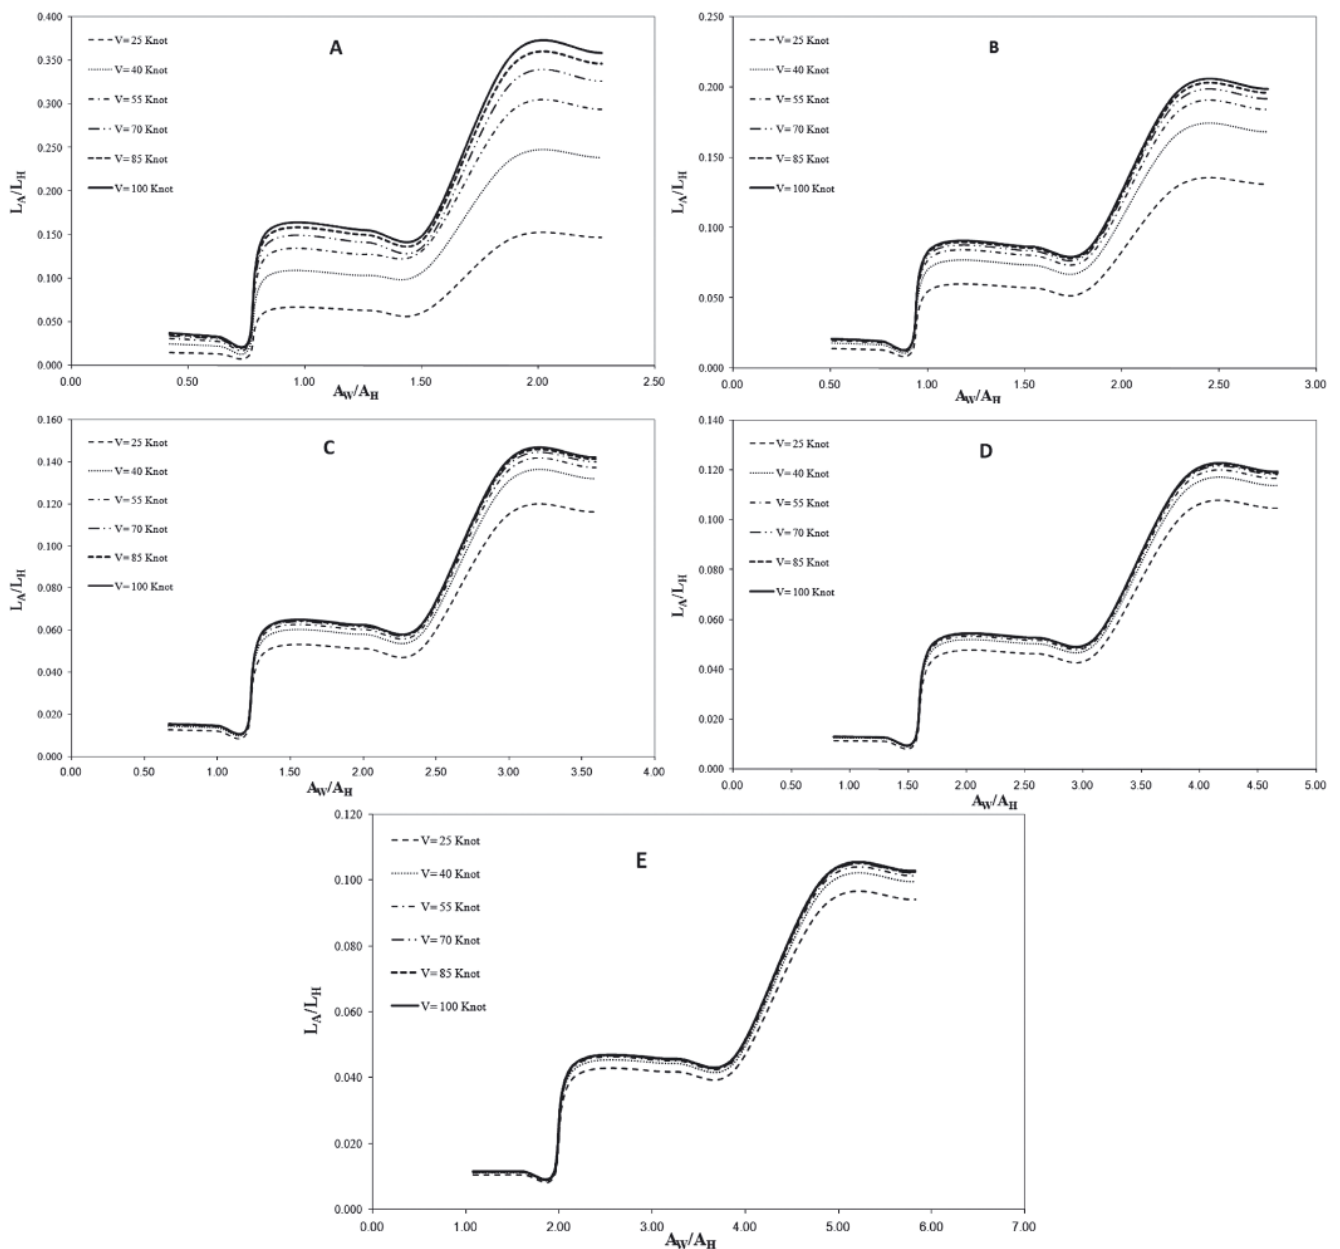 A
V= 25 Knot
V= 40 Knot
V= 55 Knot
V= 70 Knot
V= 85 Knot
V= 100 Knot
L_A/L_H
0.400
0.350
0.300
0.250
0.200
0.150
0.100
0.050
0.000
0.00 0.50 1.00 1.50 2.00 2.50
A_W/A_H
B
V= 25 Knot
V= 40 Knot
V= 55 Knot
V= 70 Knot
V= 85 Knot
V= 100 Knot
L_A/L_H
0.250
0.200
0.150
0.100
0.050
0.000
0.00 0.50 1.00 1.50 2.00 2.50 3.00
A_W/A_H
C
V= 25 Knot
V= 40 Knot
V= 55 Knot
V= 70 Knot
V= 85 Knot
V= 100 Knot
L_A/L_H
0.160
0.140
0.120
0.100
0.080
0.060
0.040
0.020
0.000
0.00 0.50 1.00 1.50 2.00 2.50 3.00 3.50 4.00
A_W/A_H
D
V= 25 Knot
V= 40 Knot
V= 55 Knot
V= 70 Knot
V= 85 Knot
V= 100 Knot
L_A/L_H
0.140
0.120
0.100
0.080
0.060
0.040
0.020
0.000
0.00 0.50 1.00 1.50 2.00 2.50 3.00 3.50 4.00 4.50 5.00
A_W/A_H
E
V= 25 Knot
V= 40 Knot
V= 55 Knot
V= 70 Knot
V= 85 Knot
V= 100 Knot
L_A/L_H
0.120
0.100
0.080
0.060
0.040
0.020
0.000
0.00 1.00 2.00 3.00 4.00 5.00 6.00 7.00
A_W/A_H